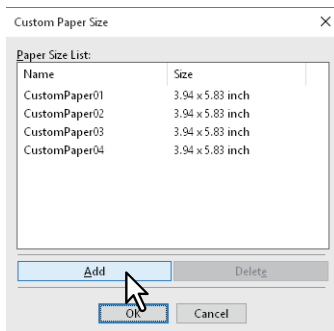 Custom Paper Size
Paper Size List:
Name Size
CustomPaper01 3.94 x 5.83 inch
CustomPaper02 3.94 x 5.83 inch
CustomPaper03 3.94 x 5.83 inch
CustomPaper04 3.94 x 5.83 inch
Add Delete
OK Cancel